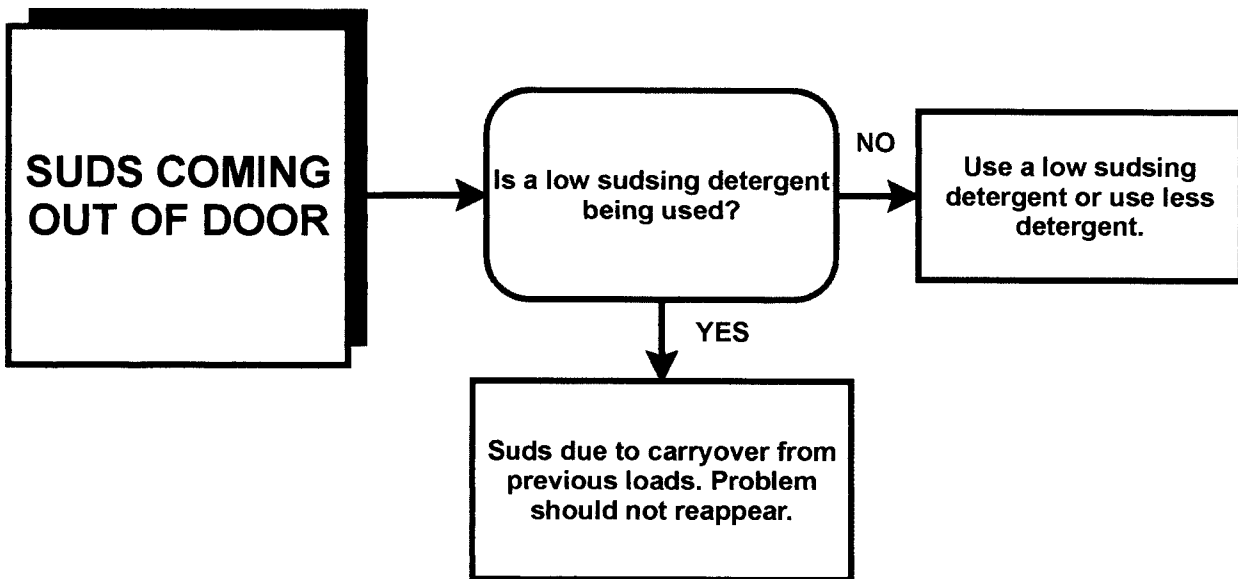 SUDS COMING
OUT OF DOOR
Is a low sudsing detergent
being used?
NO
Use a low sudsing
detergent or use less
detergent.
YES
Suds due to carryover from
previous loads. Problem
should not reappear.